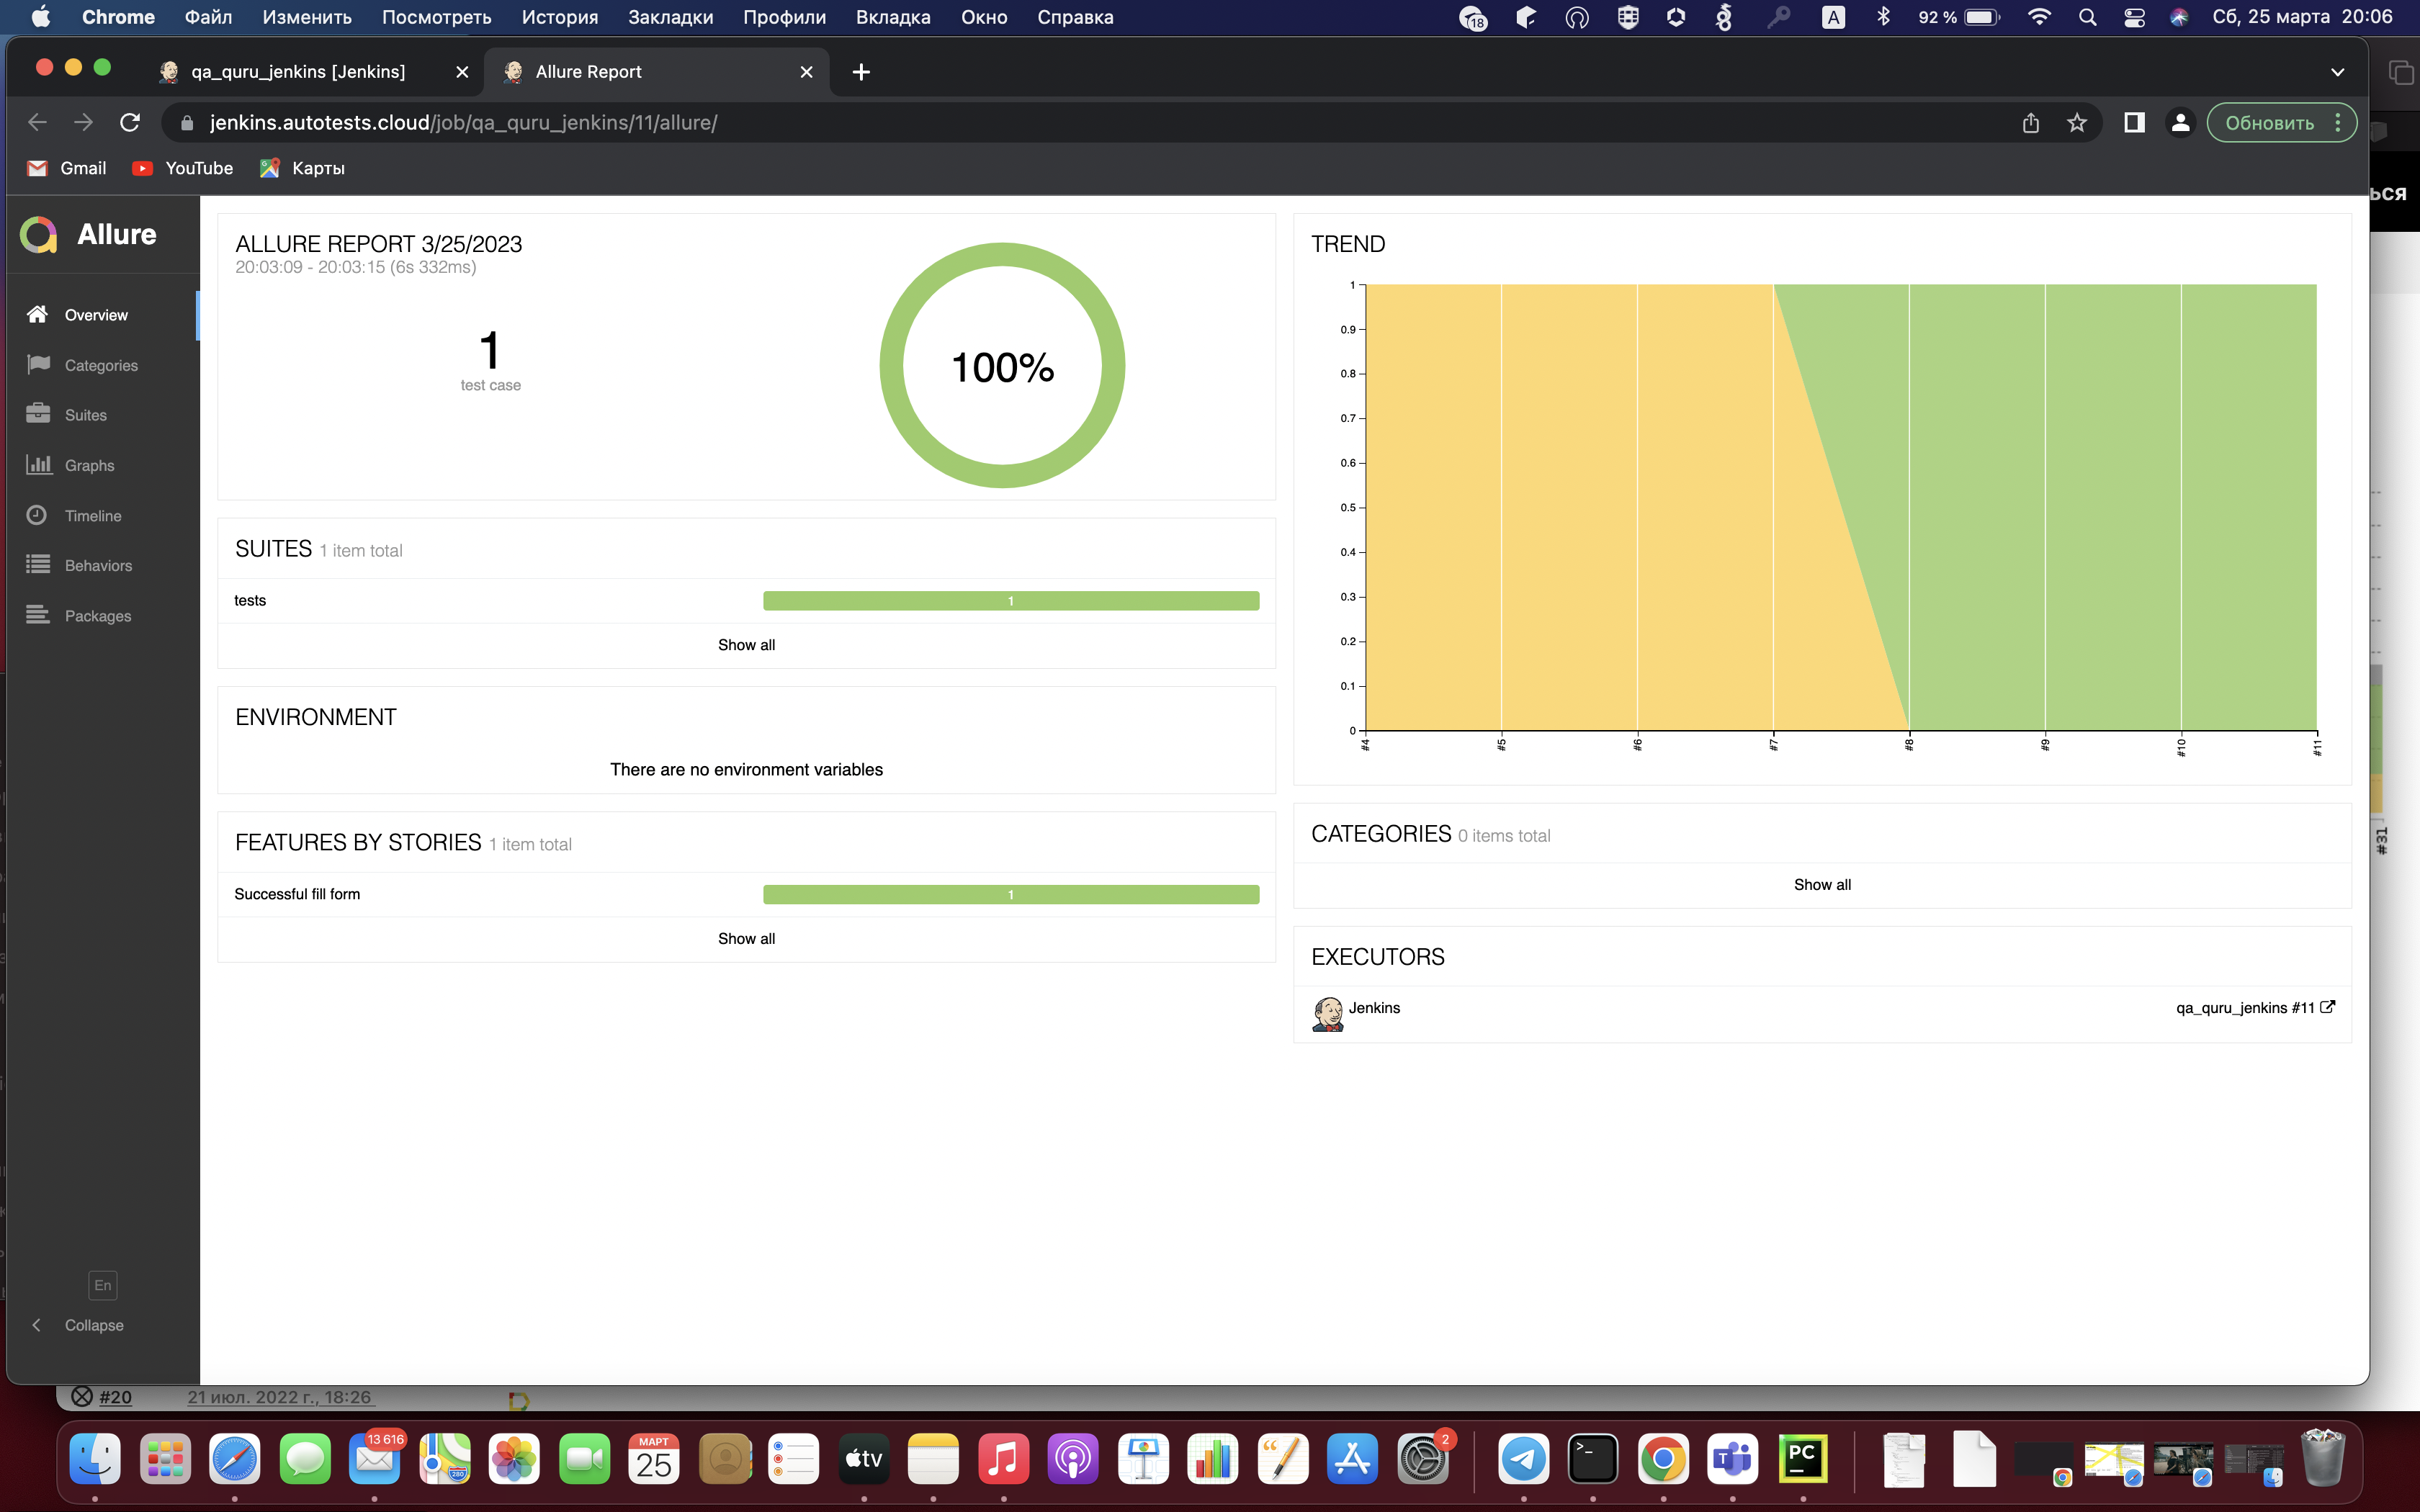 Chrome Файл Изменить Посмотреть История Закладки Профили Вкладка Окно Справка
18 A 92 % Сб, 25 марта 20:06
qa_quru_jenkins [Jenkins] Allure Report
jenkins.autotests.cloud/job/qa_quru_jenkins/11/allure/
Обновить
Gmail YouTube Карты
ься
Allure
Overview
Categories
Suites
Graphs
Timeline
Behaviors
Packages
En
Collapse
ALLURE REPORT 3/25/2023
20:03:09 - 20:03:15 (6s 332ms)
1
test case
100%
SUITES 1 item total
tests 1
Show all
ENVIRONMENT
There are no environment variables
FEATURES BY STORIES 1 item total
Successful fill form 1
Show all
TREND
1
0.9
0.8
0.7
0.6
0.5
0.4
0.3
0.2
0.1
0
#4 #5 #6 #7 #8 #9 #10 #11
CATEGORIES 0 items total
Show all
EXECUTORS
Jenkins qa_quru_jenkins #11
#31
#20 21 июл. 2022 г., 18:26
13 616
280
МАРТ
25
tv
2
PC